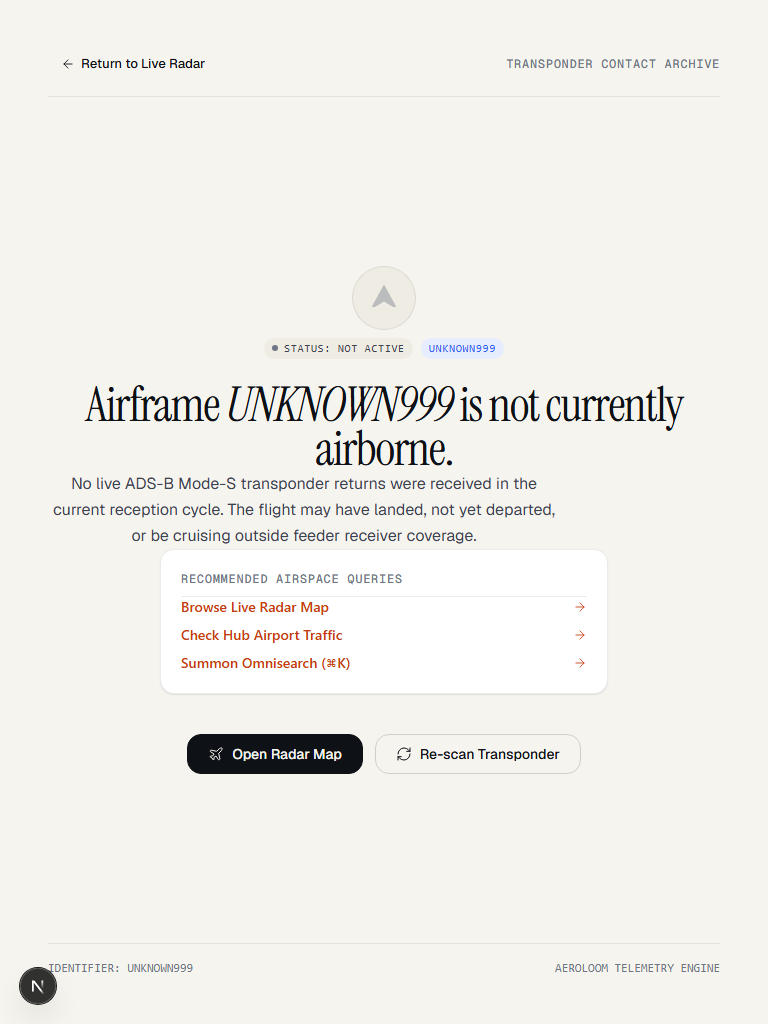 ← Return to Live Radar
TRANSPONDER CONTACT ARCHIVE
STATUS: NOT ACTIVE
UNKNOWN999
Airframe UNKNOWN999 is not currently
airborne.
No live ADS-B Mode-S transponder returns were received in the
current reception cycle. The flight may have landed, not yet departed,
or be cruising outside feeder receiver coverage.
RECOMMENDED AIRSPACE QUERIES
Browse Live Radar Map →
Check Hub Airport Traffic →
Summon Omnisearch (⌘K) →
Open Radar Map
Re-scan Transponder
IDENTIFIER: UNKNOWN999
AEROLOOM TELEMETRY ENGINE
N